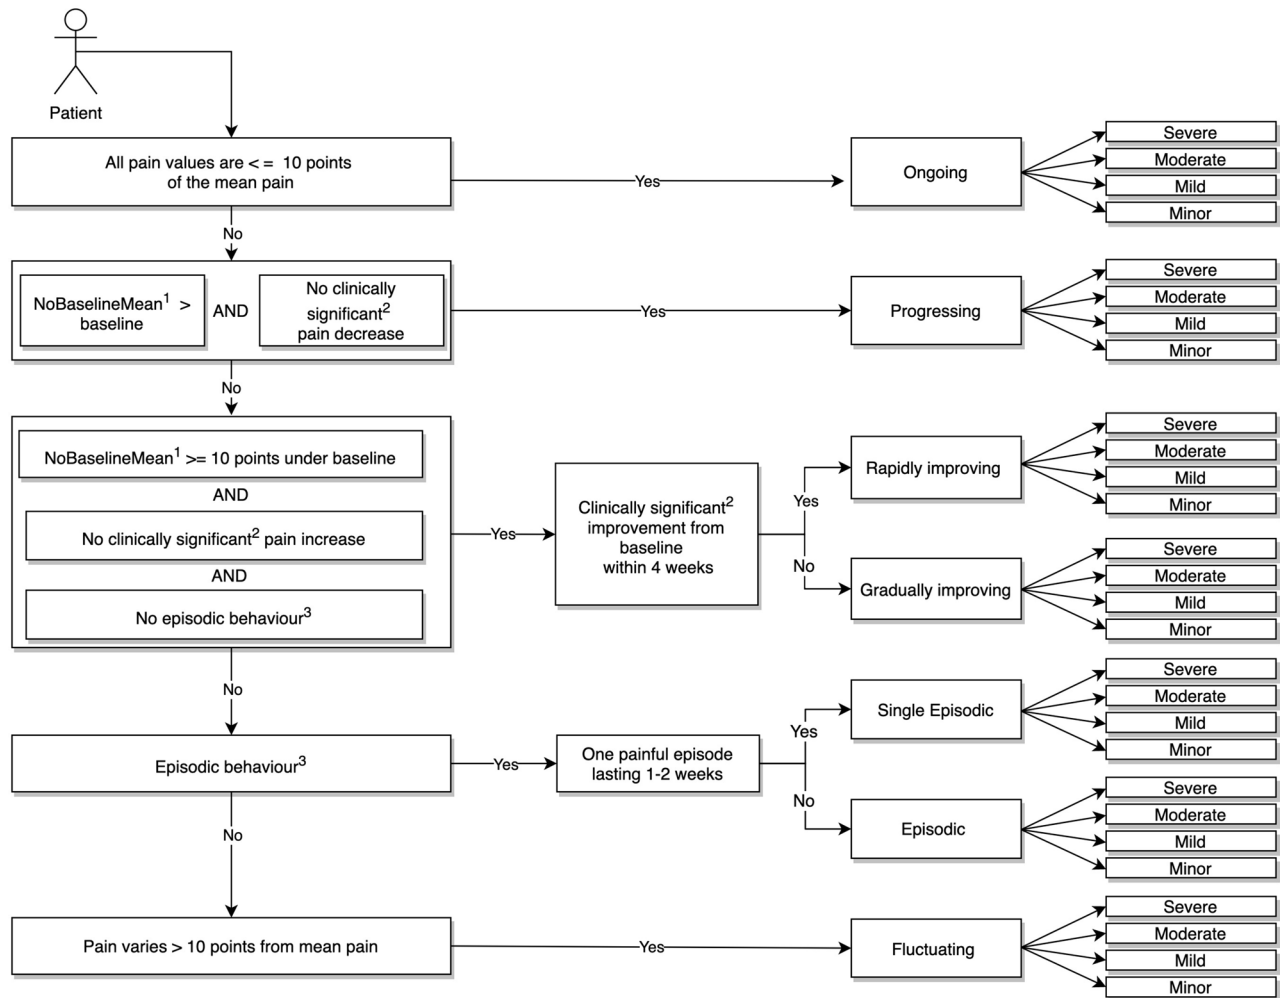 Patient
All pain values are < = 10 points
of the mean pain
Yes
Ongoing
Severe
Moderate
Mild
Minor
No
NoBaselineMean¹ >
baseline
AND
No clinically
significant²
pain decrease
Yes
Progressing
Severe
Moderate
Mild
Minor
No
NoBaselineMean¹ >= 10 points under baseline
AND
No clinically significant² pain increase
AND
No episodic behaviour³
Yes
Clinically significant²
improvement from
baseline
within 4 weeks
Yes
Rapidly improving
Severe
Moderate
Mild
Minor
No
Gradually improving
Severe
Moderate
Mild
Minor
No
Episodic behaviour³
Yes
One painful episode
lasting 1-2 weeks
Yes
Single Episodic
Severe
Moderate
Mild
Minor
No
Episodic
Severe
Moderate
Mild
Minor
No
Pain varies > 10 points from mean pain
Yes
Fluctuating
Severe
Moderate
Mild
Minor